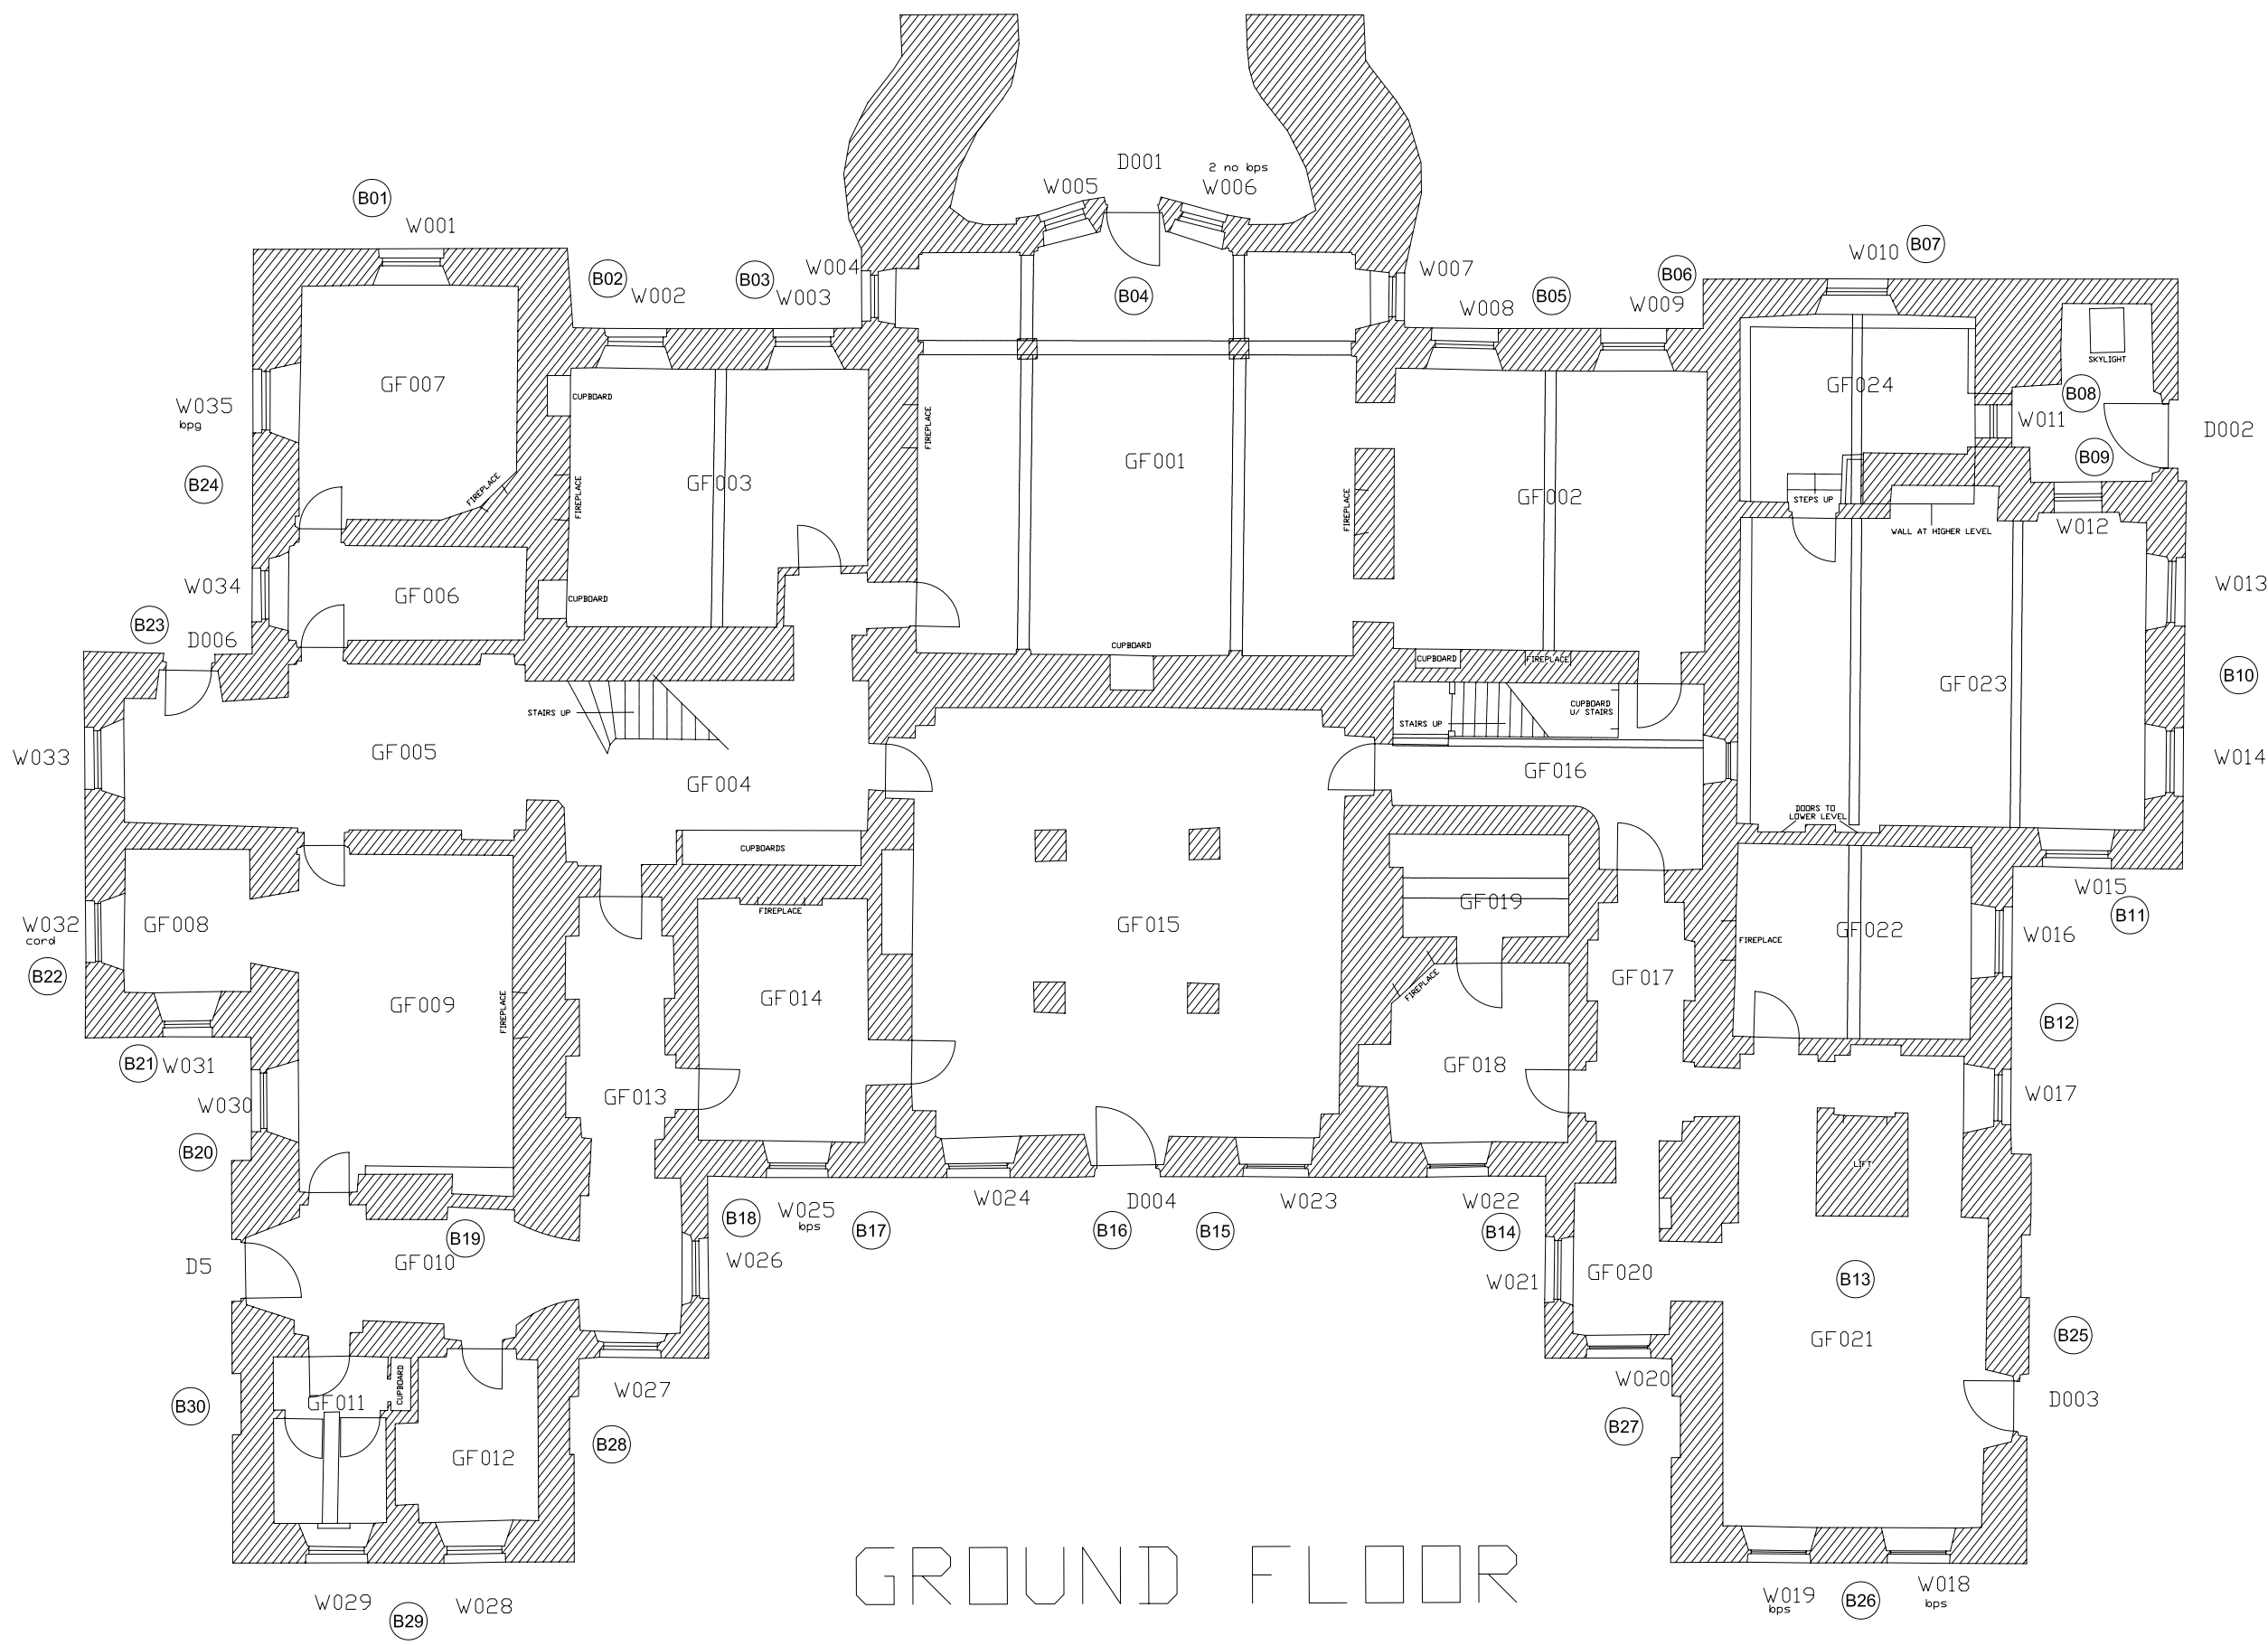 D001
2 no bps
W005
W006
B01
W001
W010
B07
W004
W007
B02
B03
B06
W002
W003
B04
B05
W008
W009
SKYLIGHT
GF007
CUPBOARD
GF024
B08
W035
bpg
FIREPLACE
W011
D002
GF001
B09
B24
FIREPLACE
FIREPLACE
GF003
FIREPLACE
GF002
STEPS UP
WALL AT HIGHER LEVEL
W012
W034
GF006
CUPBOARD
W013
B23
D006
CUPBOARD
CUPBOARD
FIREPLACE
B10
GF023
STAIRS UP
STAIRS UP
CUPBOARD
U/ STAIRS
W033
GF005
GF004
GF016
W014
DOORS TO
LOWER LEVEL
CUPBOARDS
W015
GF019
FIREPLACE
B11
W032
cord
GF008
GF015
GF022
W016
FIREPLACE
B22
GF009
FIREPLACE
GF014
FIREPLACE
GF017
B12
B21
W031
GF018
W030
GF013
W017
B20
LIFT
W024
D004
W023
W022
B18
W025
bps
B17
B16
B15
B14
B19
D5
GF010
W026
W021
GF020
B13
GF021
B25
CUPBOARD
W027
W020
B30
GF011
D003
B28
B27
GF012
GROUND FLOOR
W029
B29
W028
W019
bps
B26
W018
bps